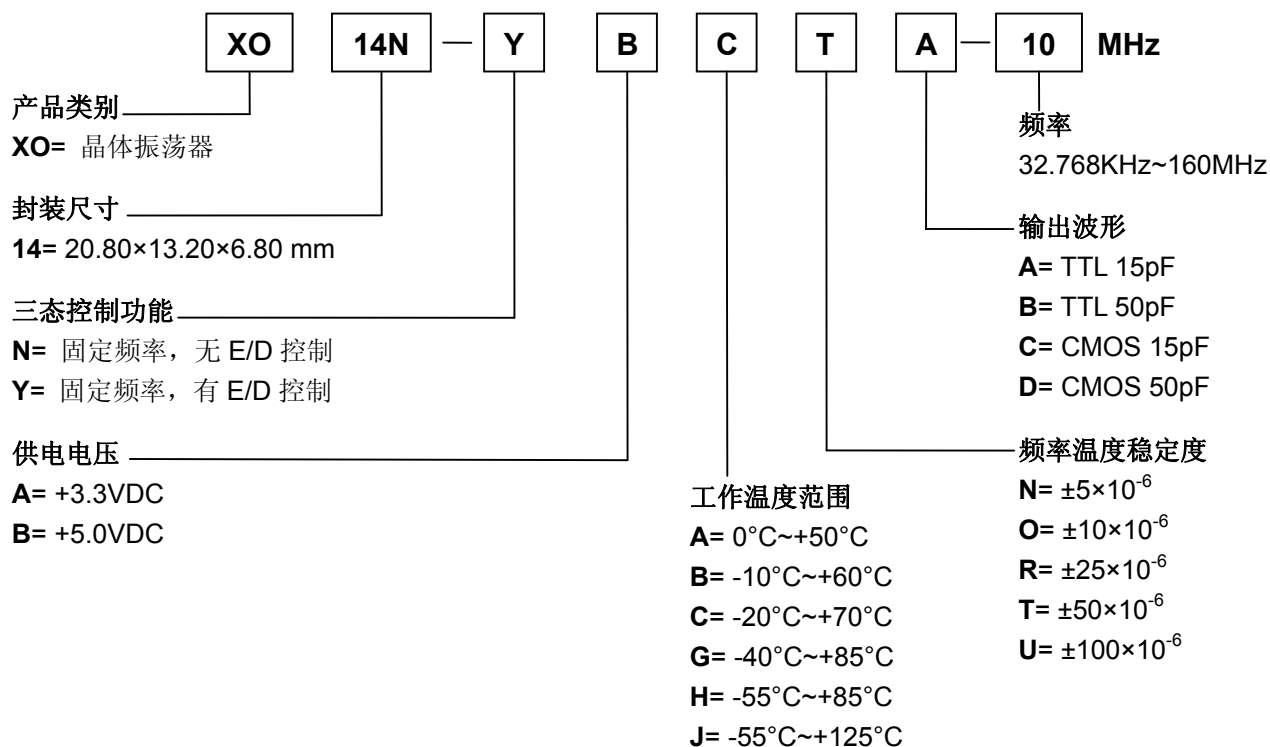 XO 14N — Y B C T A — 10 MHz
产品类别
XO= 晶体振荡器
封装尺寸
14= 20.80×13.20×6.80 mm
三态控制功能
N= 固定频率，无 E/D 控制
Y= 固定频率，有 E/D 控制
供电电压
A= +3.3VDC
B= +5.0VDC
工作温度范围
A= 0°C~+50°C
B= -10°C~+60°C
C= -20°C~+70°C
G= -40°C~+85°C
H= -55°C~+85°C
J= -55°C~+125°C
频率温度稳定度
N= ±5×10⁻⁶
O= ±10×10⁻⁶
R= ±25×10⁻⁶
T= ±50×10⁻⁶
U= ±100×10⁻⁶
输出波形
A= TTL 15pF
B= TTL 50pF
C= CMOS 15pF
D= CMOS 50pF
频率
32.768KHz~160MHz